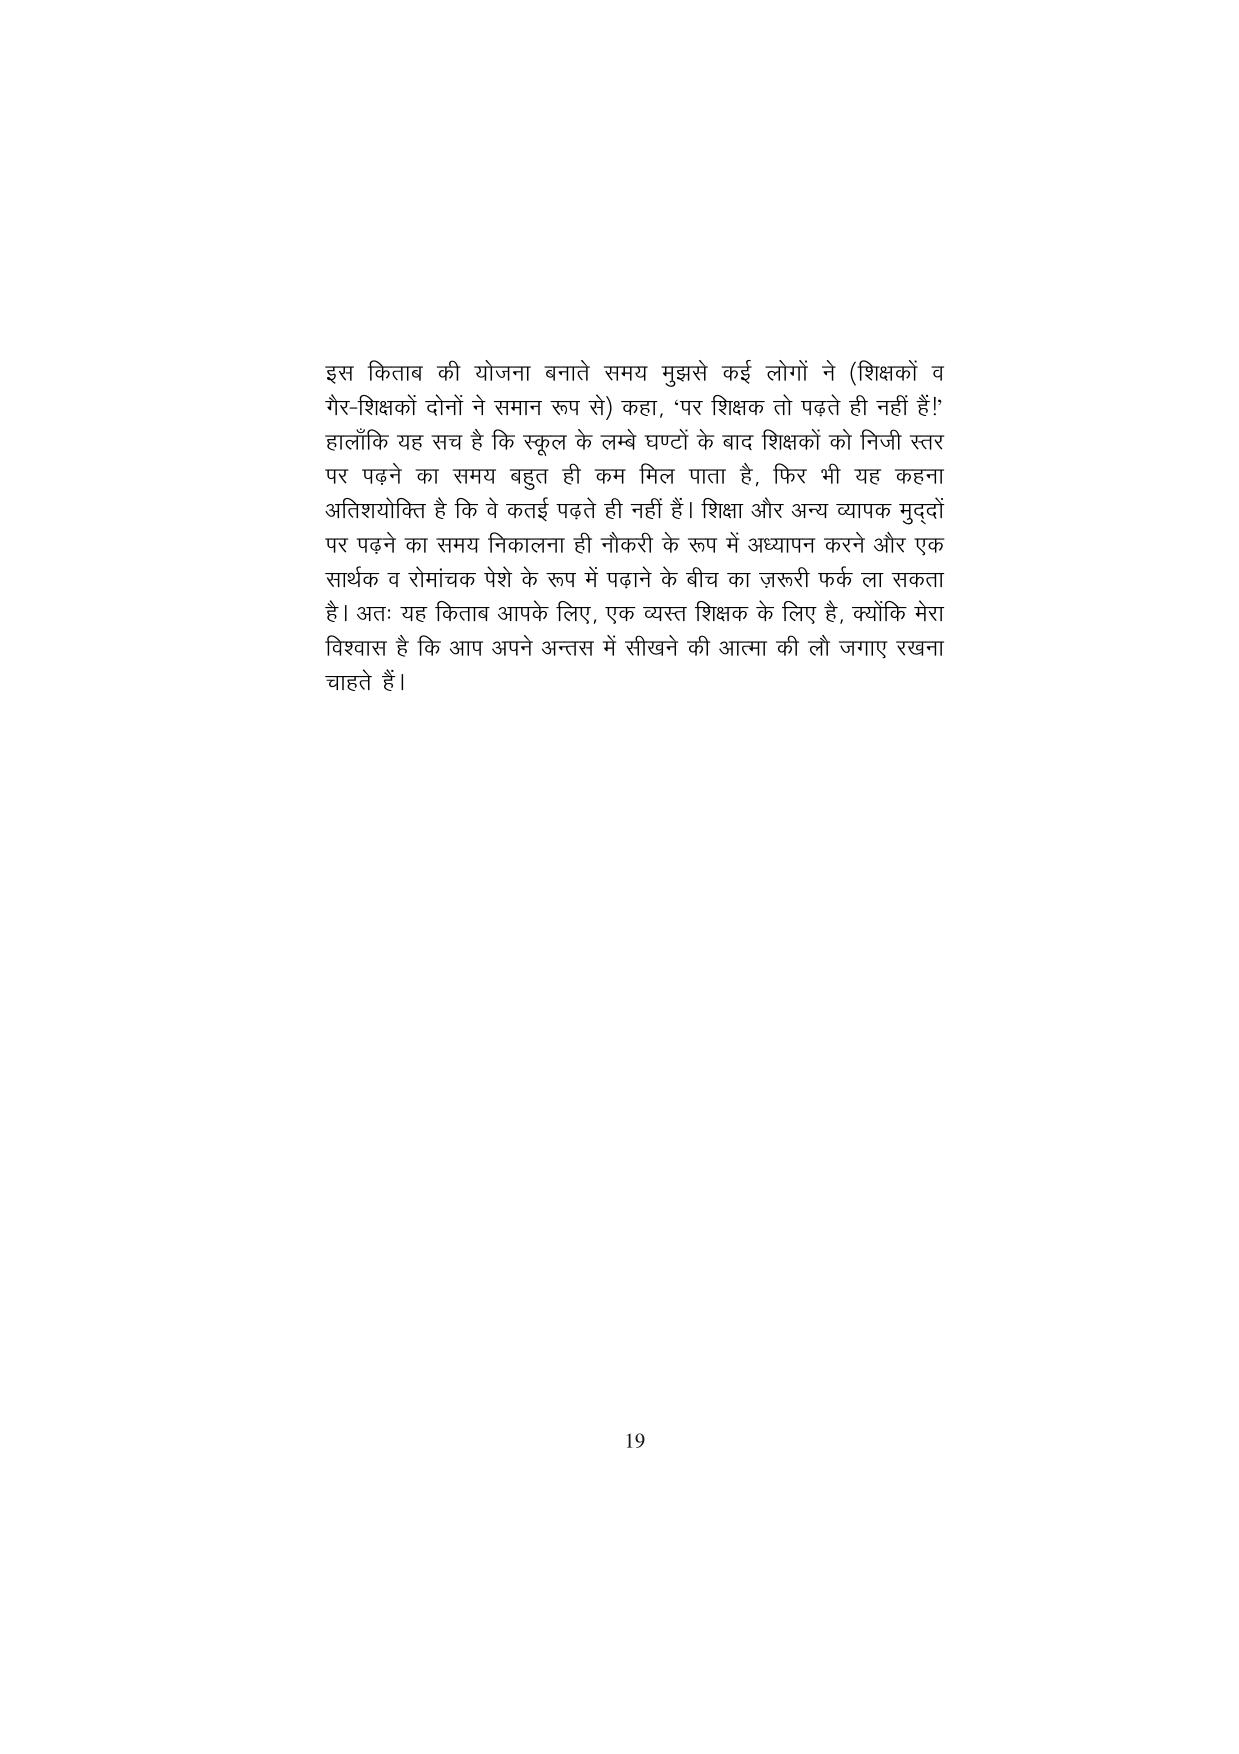 इस किताब की योजना बनाते समय मुझसे कई लोगों ने (शिक्षकों व
गैर-शिक्षकों दोनों ने समान रूप से) कहा, ‘पर शिक्षक तो पढ़ते ही नहीं हैं!’
हालाँकि यह सच है कि स्कूल के लम्बे घण्टों के बाद शिक्षकों को निजी स्तर
पर पढ़ने का समय बहुत ही कम मिल पाता है, फिर भी यह कहना
अतिशयोक्ति है कि वे कतई पढ़ते ही नहीं हैं। शिक्षा और अन्य व्यापक मुद्दों
पर पढ़ने का समय निकालना ही नौकरी के रूप में अध्यापन करने और एक
सार्थक व रोमांचक पेशे के रूप में पढ़ाने के बीच का ज़रूरी फर्क ला सकता
है। अतः यह किताब आपके लिए, एक व्यस्त शिक्षक के लिए है, क्योंकि मेरा
विश्वास है कि आप अपने अन्तस में सीखने की आत्मा की लौ जगाए रखना
चाहते हैं।
19